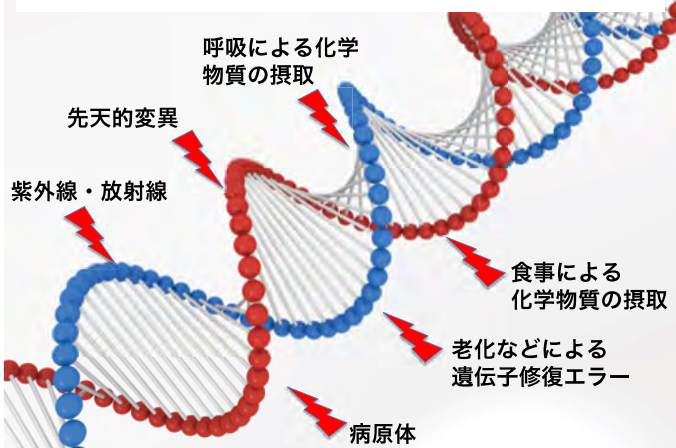 呼吸による化学
物質の摂取
先天的変異
紫外線・放射線
食事による
化学物質の摂取
老化などによる
遺伝子修復エラー
病原体